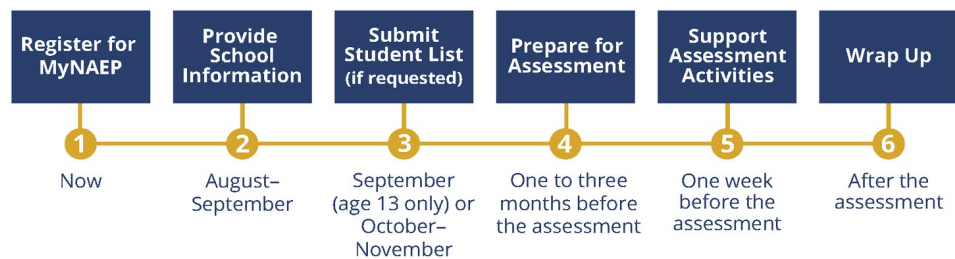 Register for
MyNAEP
Provide
School
Information
Submit
Student List
(if requested)
Prepare for
Assessment
Support
Assessment
Activities
Wrap Up
1
2
3
4
5
6
Now
August–
September
September
(age 13 only) or
October–
November
One to three
months before
the assessment
One week
before the
assessment
After the
assessment